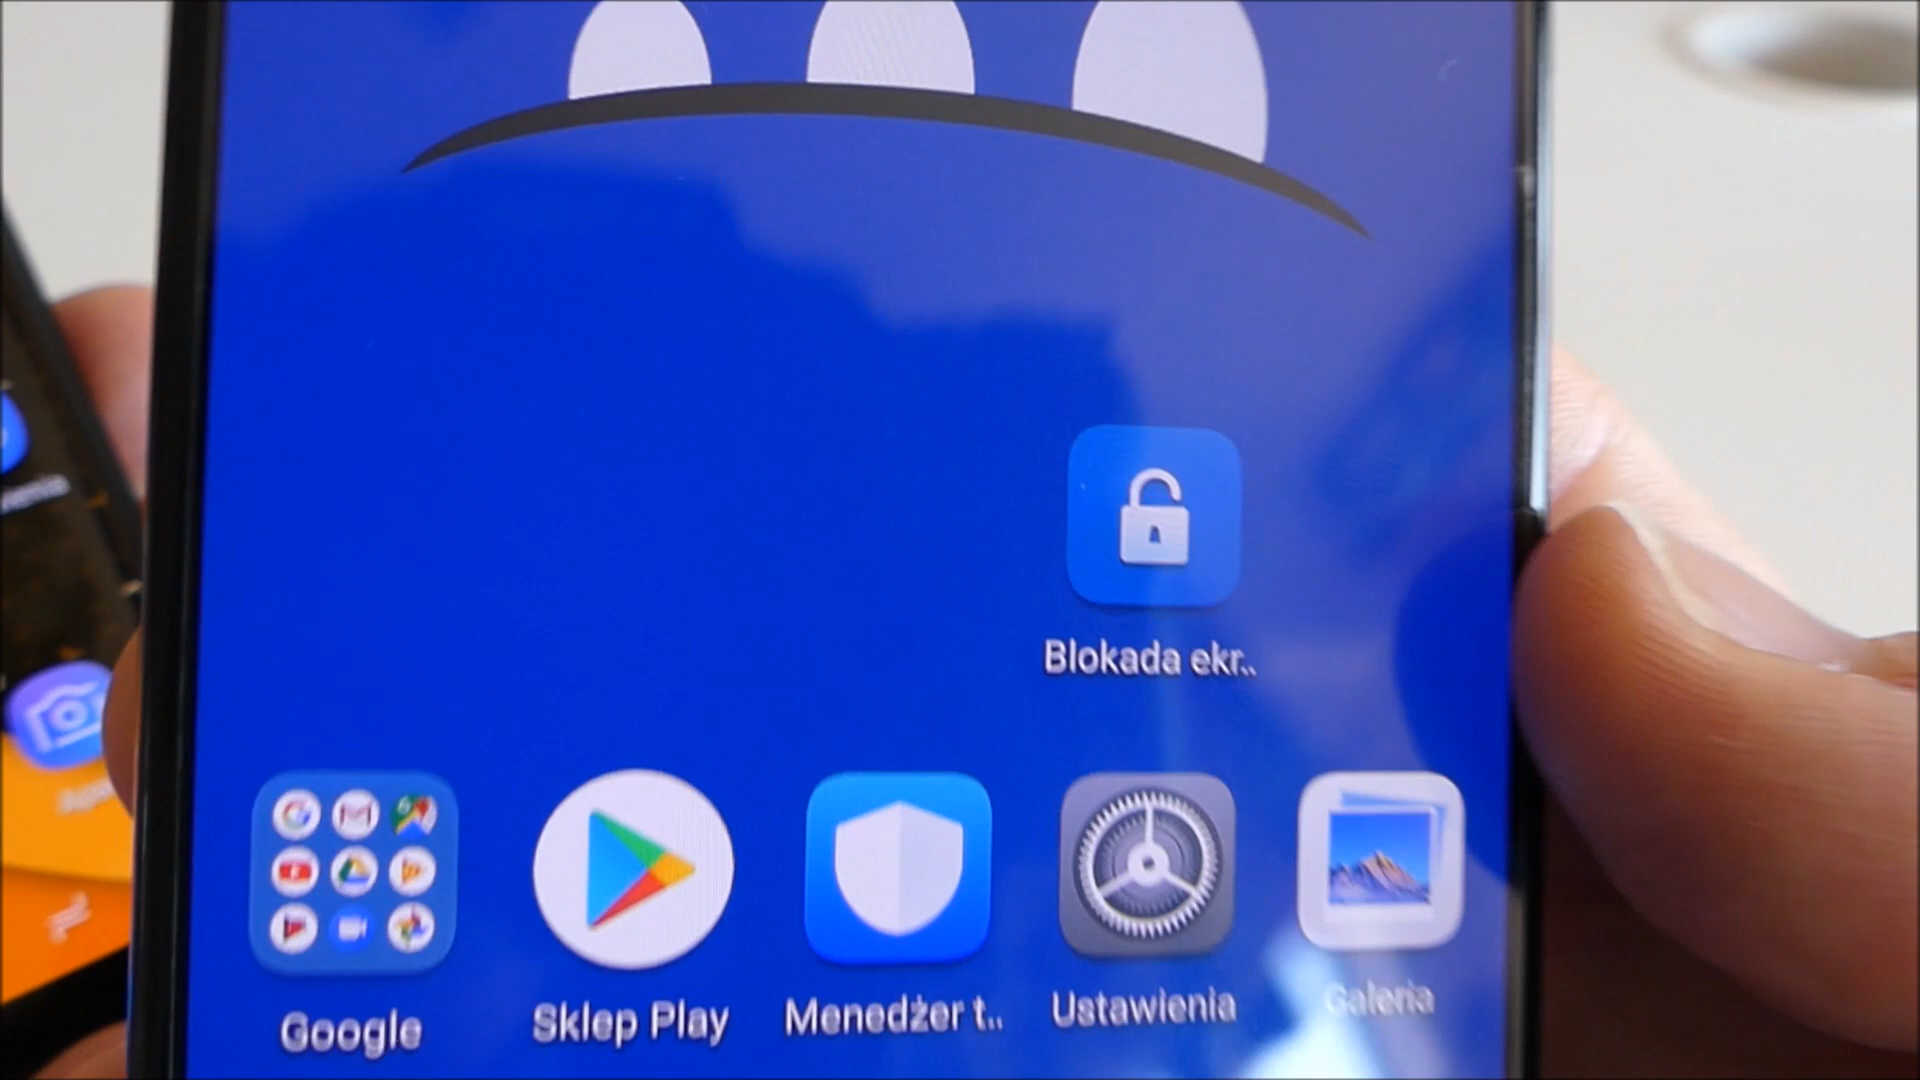 Blokada ekr..
Google
Sklep Play
Menedżer t..
Ustawienia
Galeria